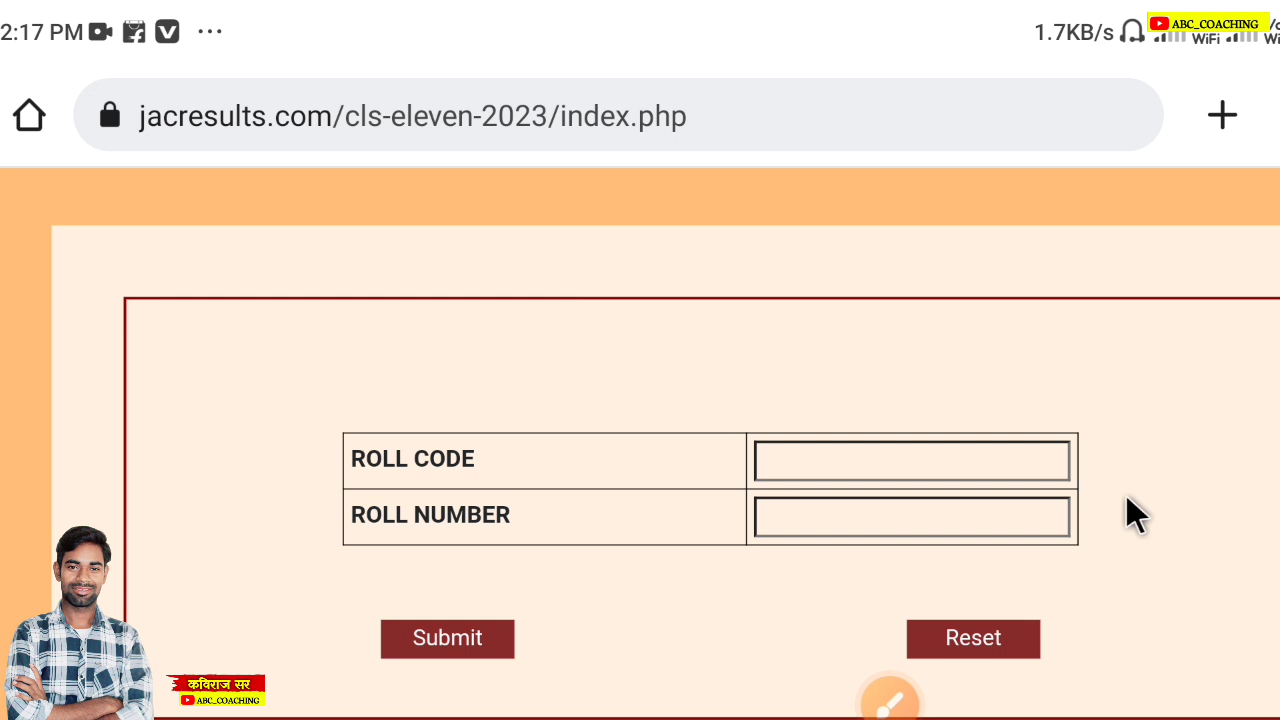 2:17 PM
1.7KB/s
ABC_COACHING
WiFi
jacresults.com/cls-eleven-2023/index.php
ROLL CODE
ROLL NUMBER
Submit
Reset
कविराज सर
ABC_COACHING